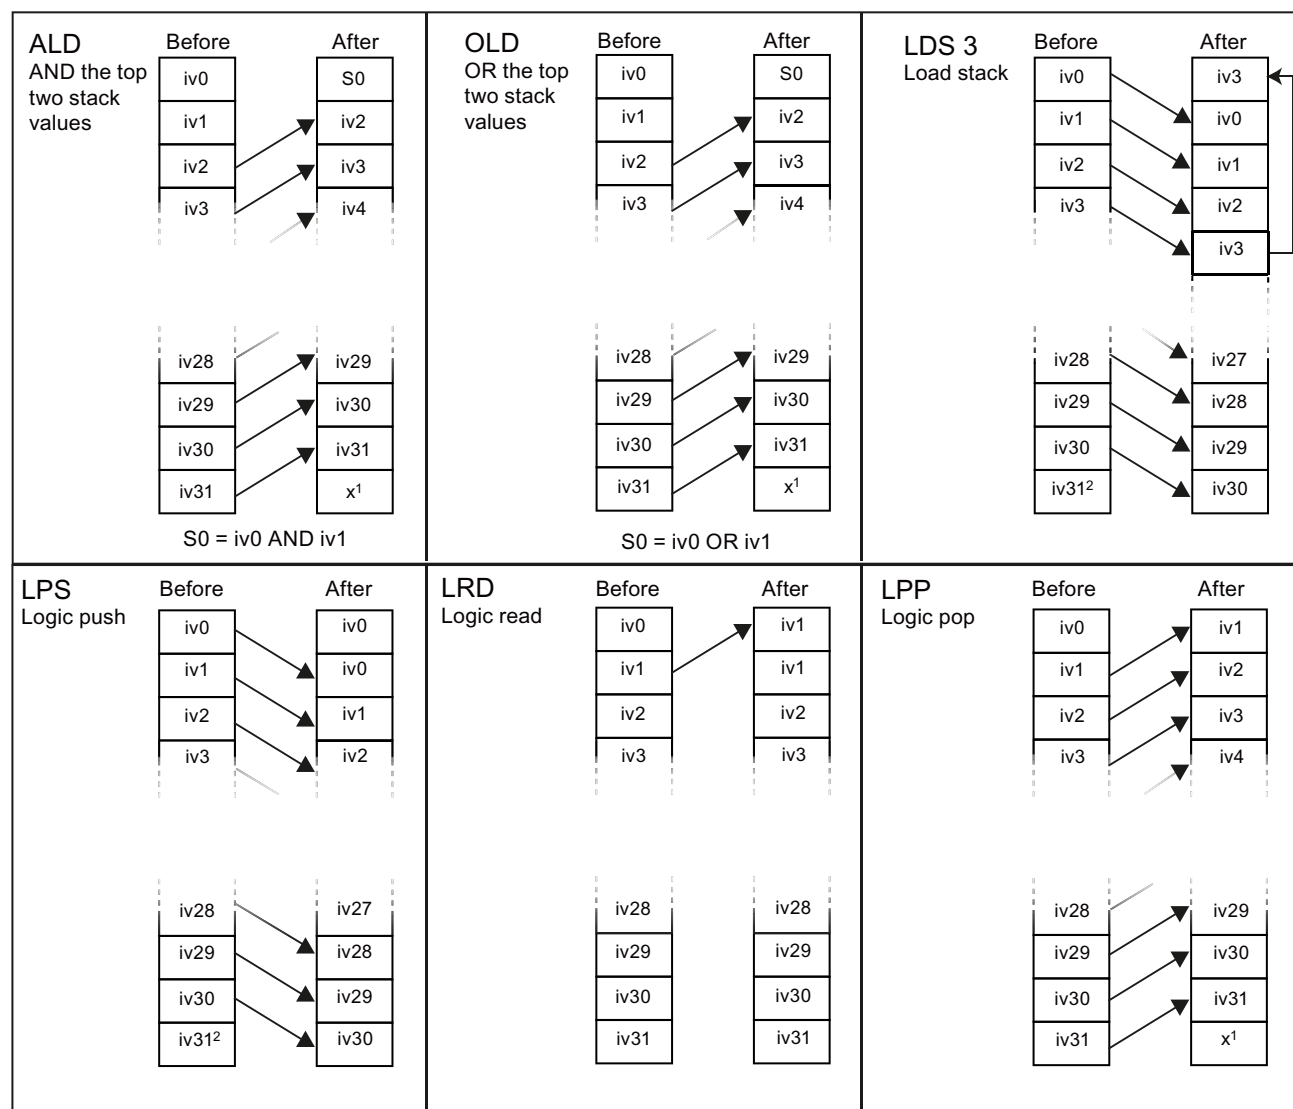 ALD
AND the top
two stack
values
Before
After
iv0
S0
iv1
iv2
iv2
iv3
iv3
iv4
iv28
iv29
iv29
iv30
iv30
iv31
iv31
x1
S0 = iv0 AND iv1
OLD
OR the top
two stack
values
Before
After
iv0
S0
iv1
iv2
iv2
iv3
iv3
iv4
iv28
iv29
iv29
iv30
iv30
iv31
iv31
x1
S0 = iv0 OR iv1
LDS 3
Load stack
Before
After
iv0
iv3
iv1
iv0
iv2
iv1
iv3
iv2
iv3
iv28
iv27
iv29
iv28
iv30
iv29
iv31²
iv30
LPS
Logic push
Before
After
iv0
iv0
iv1
iv0
iv2
iv1
iv3
iv2
iv28
iv27
iv29
iv28
iv30
iv29
iv31²
iv30
LRD
Logic read
Before
After
iv0
iv1
iv1
iv1
iv2
iv2
iv3
iv3
iv28
iv28
iv29
iv29
iv30
iv30
iv31
iv31
LPP
Logic pop
Before
After
iv0
iv1
iv1
iv2
iv2
iv3
iv3
iv4
iv28
iv29
iv29
iv30
iv30
iv31
iv31
x1